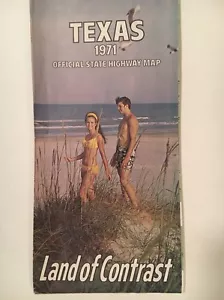 TEXAS
1971
OFFICIAL STATE HIGHWAY MAP
Land of Contrast